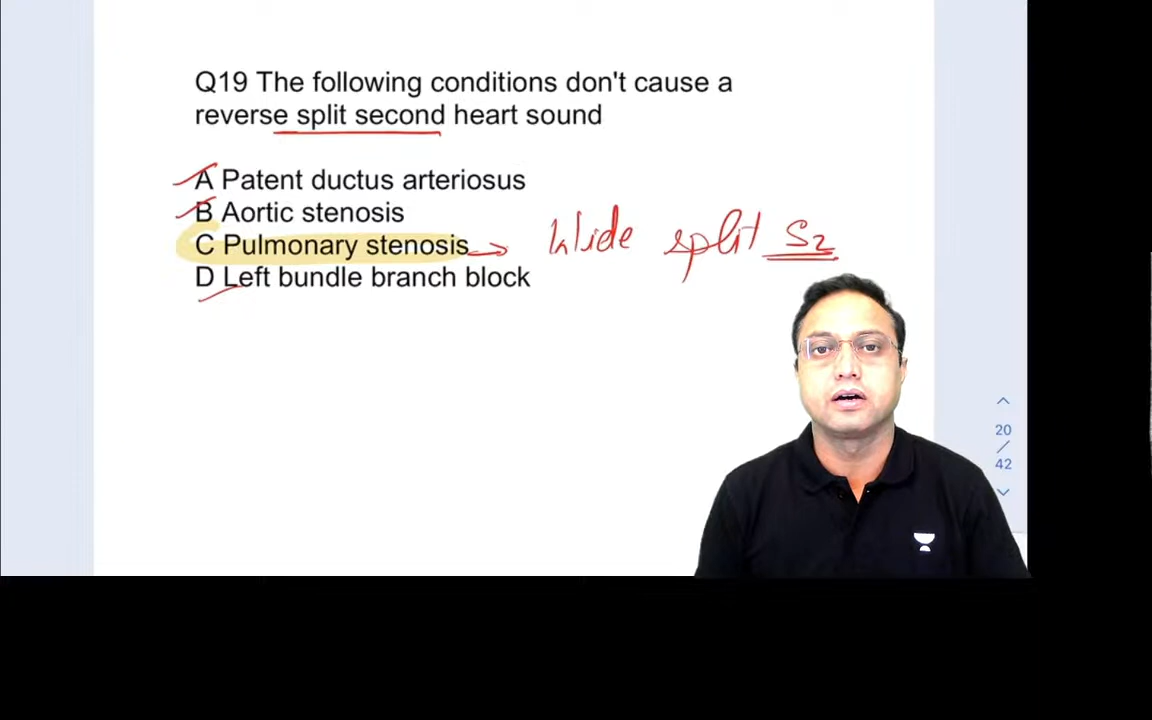 Q19 The following conditions don't cause a
reverse split second heart sound
A Patent ductus arteriosus
B Aortic stenosis
C Pulmonary stenosis → Wide split S2
D Left bundle branch block
20
/
42